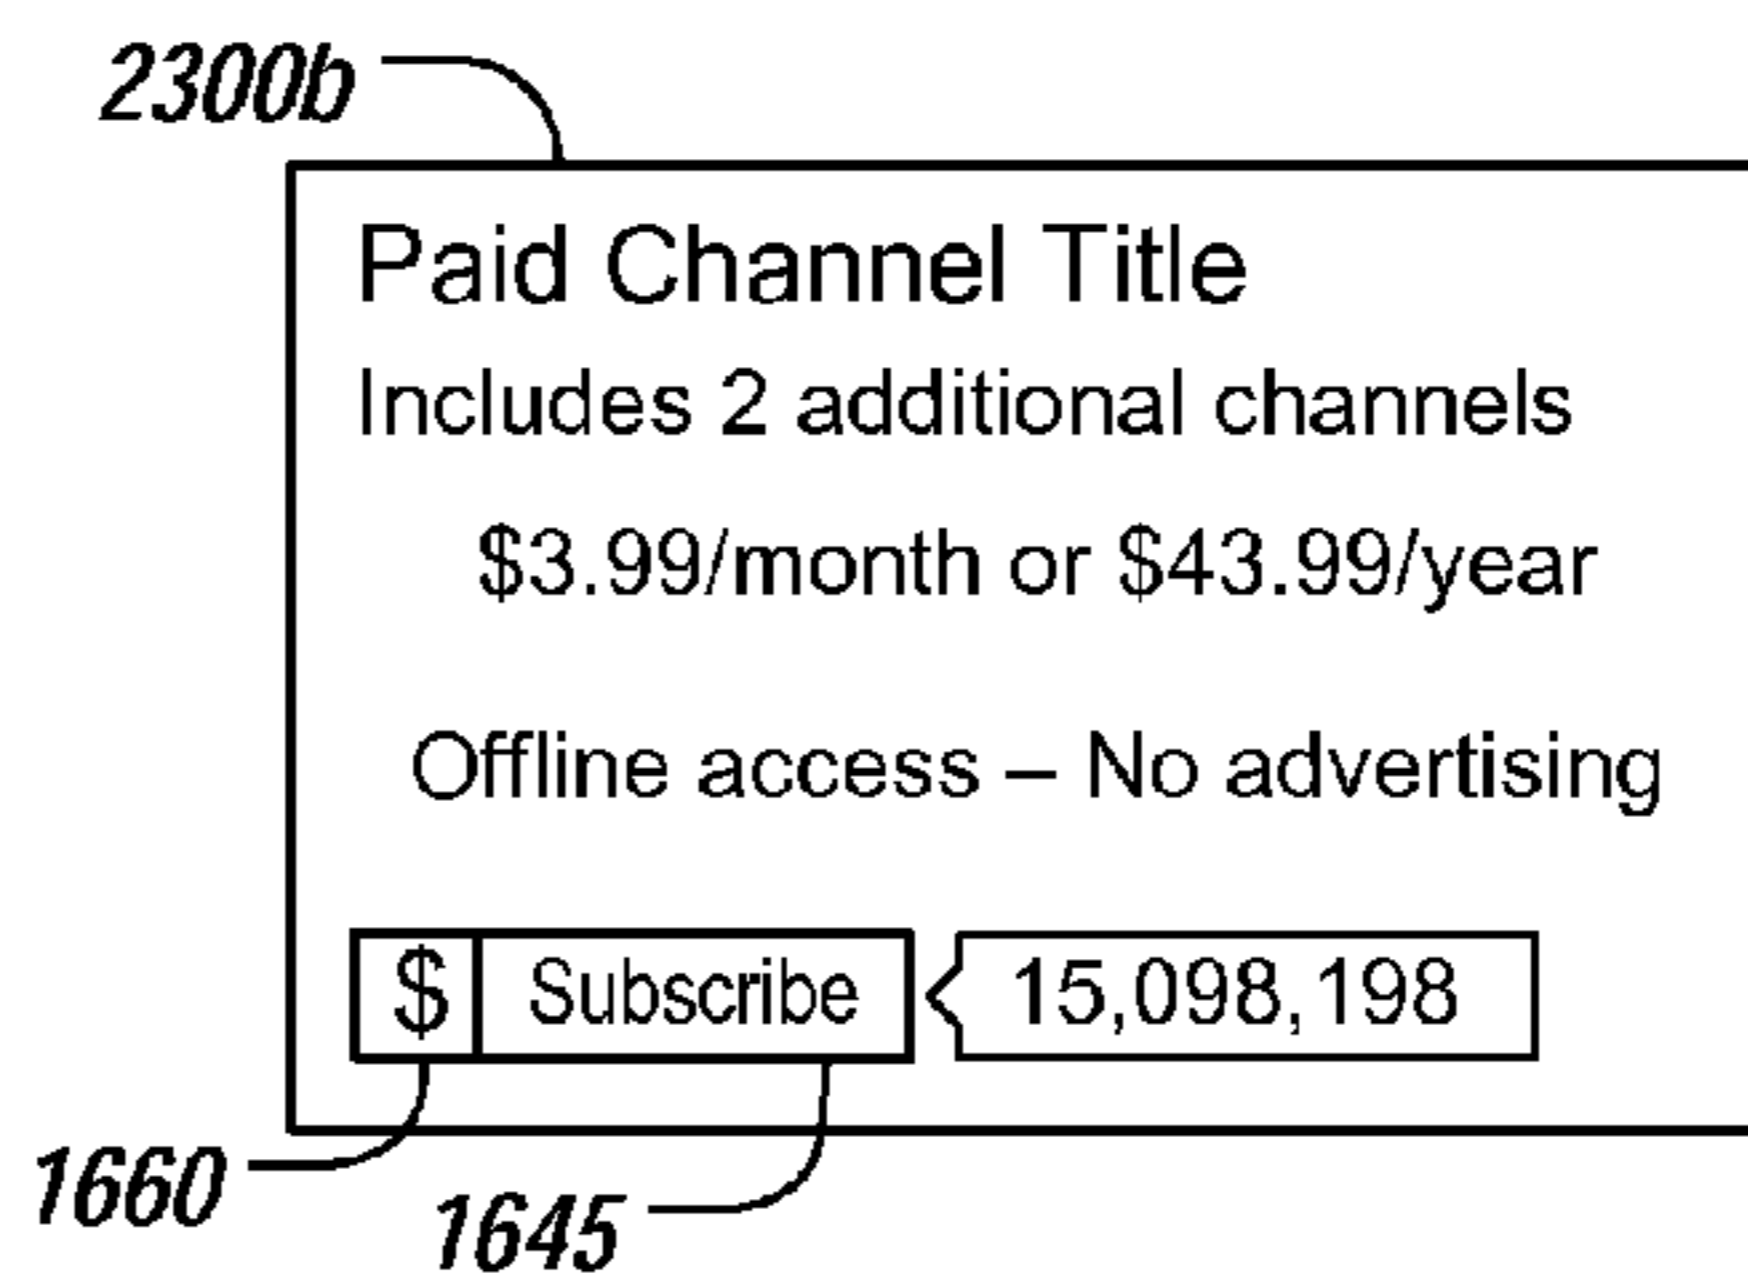 2300b
Paid Channel Title
Includes 2 additional channels
$3.99/month or $43.99/year
Offline access – No advertising
$ Subscribe 15,098,198
1660
1645